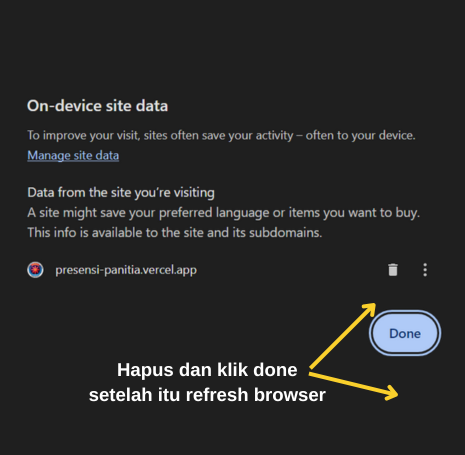 On-device site data
To improve your visit, sites often save your activity – often to your device.
Manage site data
Data from the site you're visiting
A site might save your preferred language or items you want to buy.
This info is available to the site and its subdomains.
presensi-panitia.vercel.app
Done
Hapus dan klik done
setelah itu refresh browser